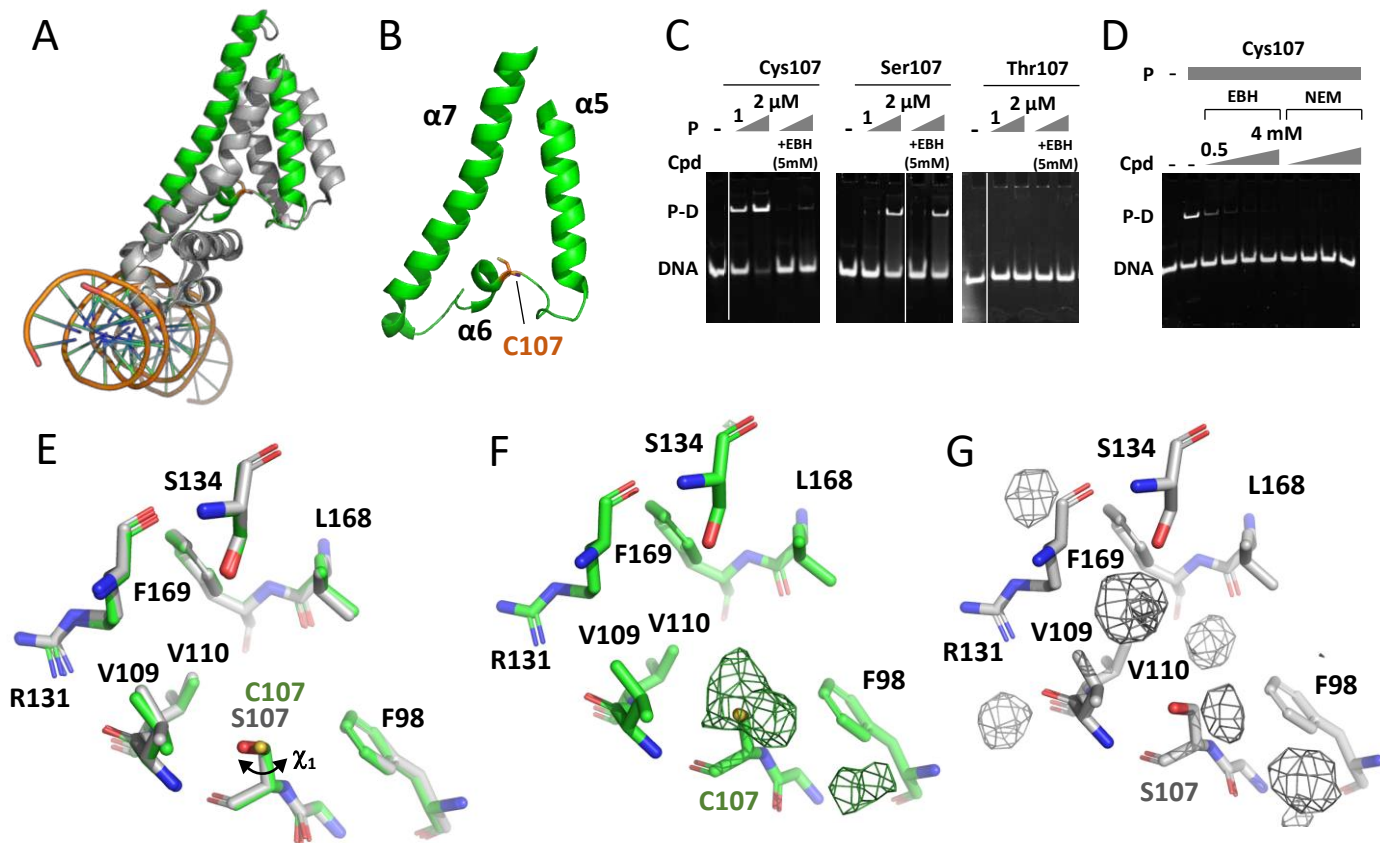 A
B
α7
α5
α6
C107
C
Cys107
Ser107
Thr107
2 μM
2 μM
2 μM
P - 1 - 1 - 1
Cpd +EBH (5mM) +EBH (5mM) +EBH (5mM)
P-D
DNA
D
Cys107
P -
EBH NEM
4 mM
0.5
Cpd - -
P-D
DNA
E
S134
L168
F169
R131
V109
V110
C107
S107
χ1
F98
F
S134
L168
F169
R131
V109
V110
F98
C107
G
S134
L168
F169
R131
V109
V110
F98
S107